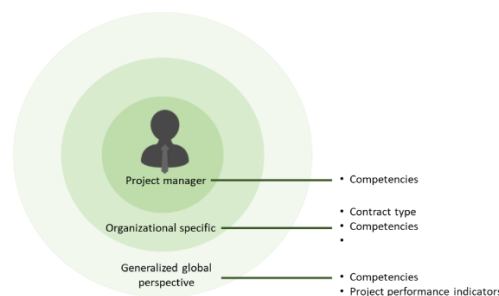 Project manager
• Competencies
• Contract type
Organizational specific
• Competencies
•
Generalized global
perspective
• Competencies
• Project performance indicators